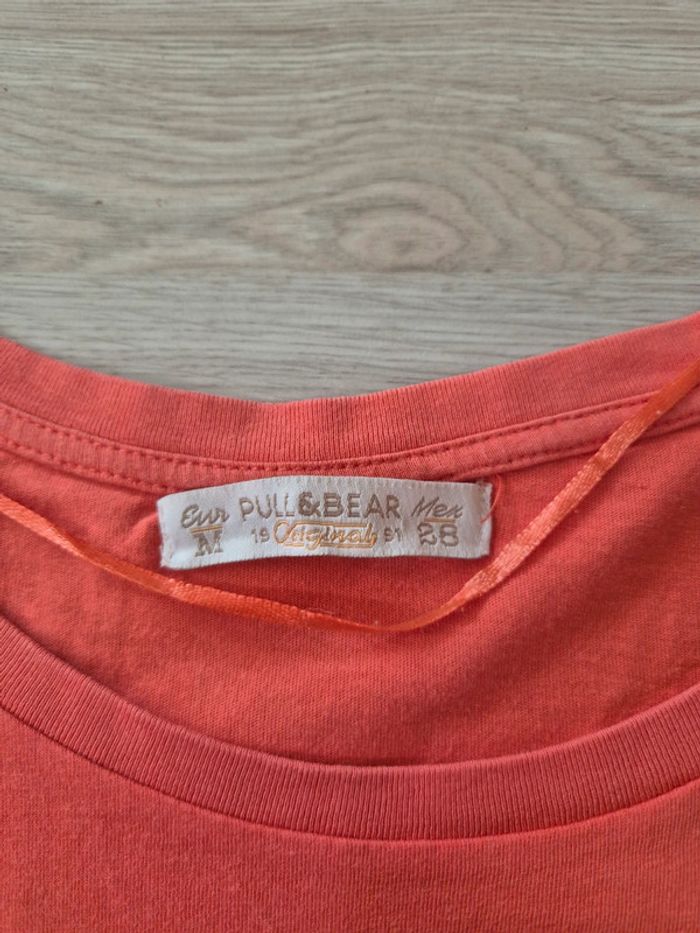 Eur PULL&BEAR Mex
M 19 Original 91 28